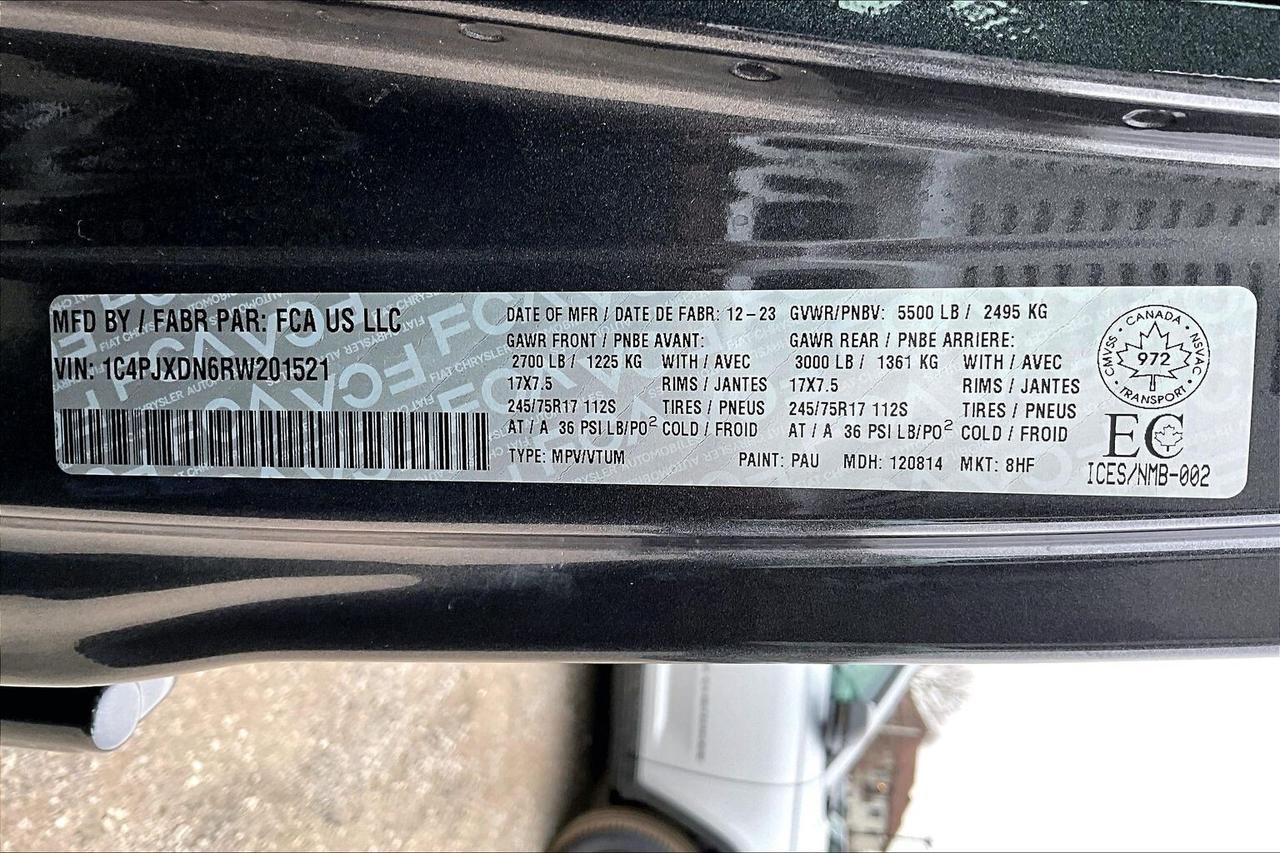 MFD BY / FABR PAR: FCA US LLC
VIN: 1C4PJXDN6RW201521
DATE OF MFR / DATE DE FABR: 12-23 GVWR/PNBV: 5500 LB / 2495 KG
GAWR FRONT / PNBE AVANT: GAWR REAR / PNBE ARRIERE:
2700 LB / 1225 KG WITH / AVEC 3000 LB / 1361 KG WITH / AVEC
17X7.5 RIMS / JANTES 17X7.5 RIMS / JANTES
245/75R17 112S TIRES / PNEUS 245/75R17 112S TIRES / PNEUS
AT / A 36 PSI LB/PO² COLD / FROID AT / A 36 PSI LB/PO² COLD / FROID
TYPE: MPV/VTUM PAINT: PAU MDH: 120814 MKT: 8HF
CANADA
CMVSS 972 NSVAC
TRANSPORT
EC
ICES/NMB-002